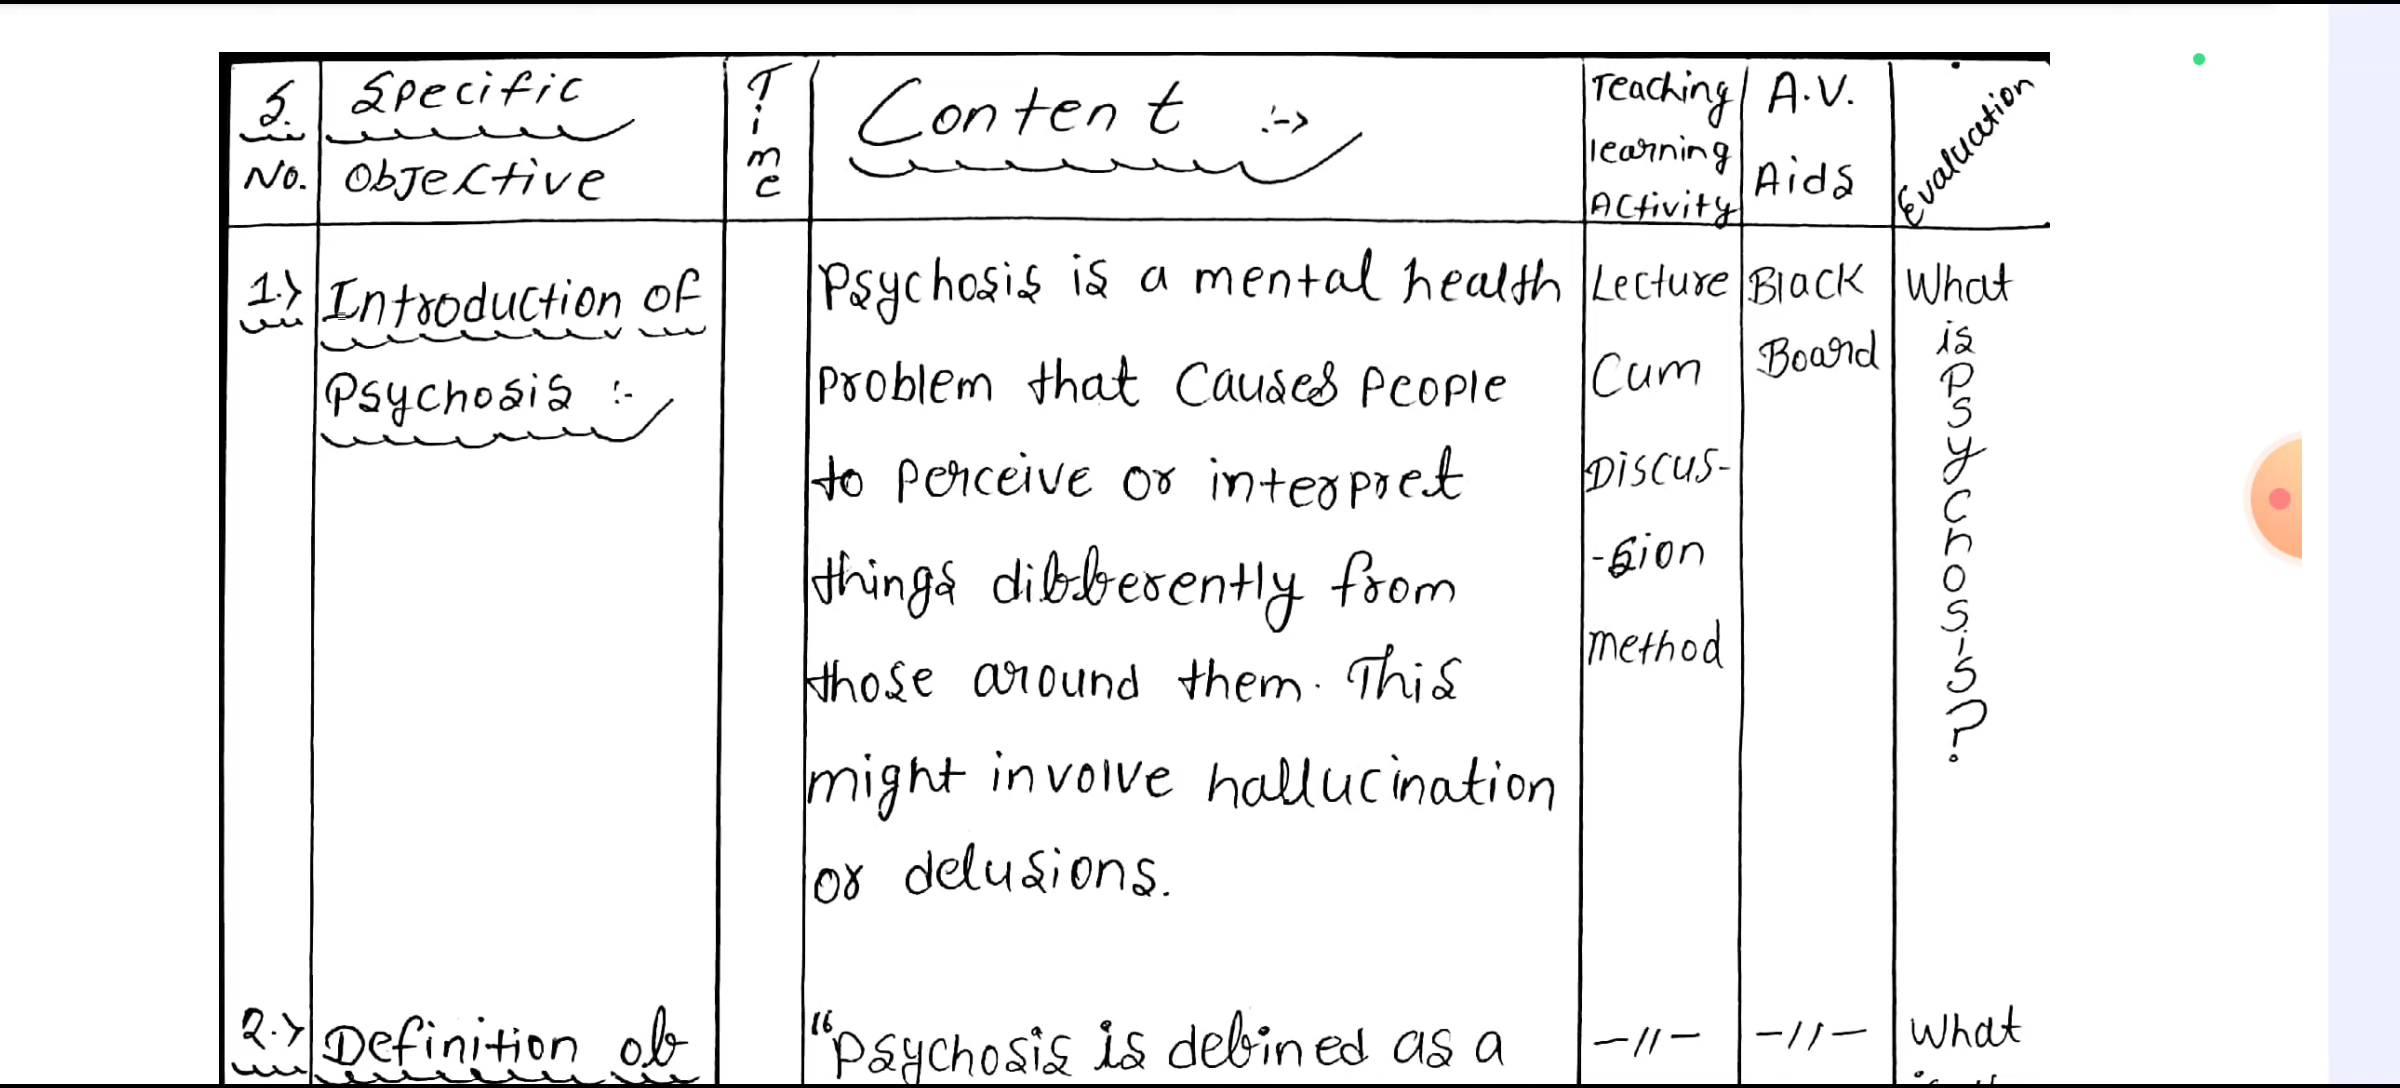 S. No.
Specific Objective
Time
Content :->
Teaching learning Activity
A.V. Aids
Evaluation
1.>
Introduction of
Psychosis :-
Psychosis is a mental health
problem that causes people
to perceive or interpret
things differently from
those around them. This
might involve hallucination
or delusions.
Lecture
Cum
Discus-
-sion
method
Black
Board
What
is
Psychosis?
2.>
Definition of
"Psychosis is defined as a
-11-
-11-
What